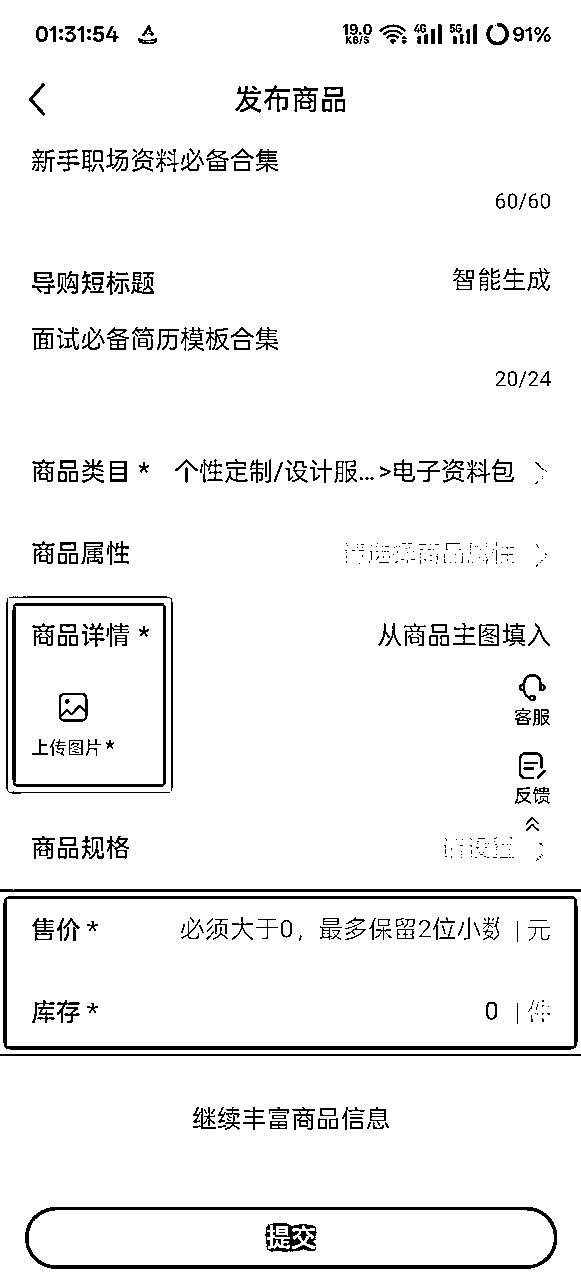 01:31:54 19.0 KB/S 4G 5G 91%
发布商品
新手职场资料必备合集
60/60
导购短标题 智能生成
面试必备简历模板合集
20/24
商品类目 * 个性定制/设计服...>电子资料包
商品属性 请选择商品属性
商品详情 * 从商品主图填入
上传图片 *
客服
反馈
商品规格 请设置
售价 * 必须大于0，最多保留2位小数 | 元
库存 * 0 | 件
继续丰富商品信息
提交